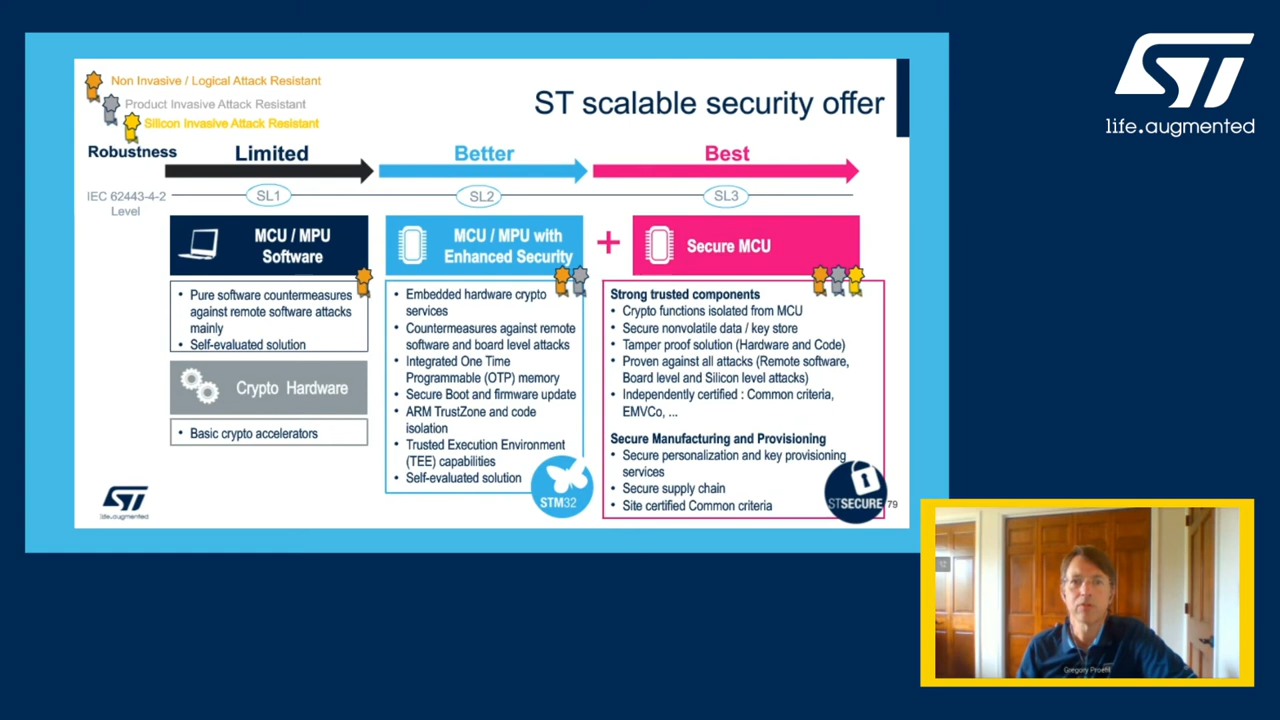 Non Invasive / Logical Attack Resistant
Product Invasive Attack Resistant
Silicon Invasive Attack Resistant
ST scalable security offer
ST
life.augmented
Robustness
Limited
Better
Best
IEC 62443-4-2
Level
SL1
SL2
SL3
MCU / MPU
Software
• Pure software countermeasures
against remote software attacks
mainly
• Self-evaluated solution
Crypto Hardware
• Basic crypto accelerators
MCU / MPU with
Enhanced Security
• Embedded hardware crypto
services
• Countermeasures against remote
software and board level attacks
• Integrated One Time
Programmable (OTP) memory
• Secure Boot and firmware update
• ARM TrustZone and code
isolation
• Trusted Execution Environment
(TEE) capabilities
• Self-evaluated solution
STM32
+
Secure MCU
Strong trusted components
• Crypto functions isolated from MCU
• Secure nonvolatile data / key store
• Tamper proof solution (Hardware and Code)
• Proven against all attacks (Remote software,
Board level and Silicon level attacks)
• Independently certified : Common criteria,
EMVCo, ...
Secure Manufacturing and Provisioning
• Secure personalization and key provisioning
services
• Secure supply chain
• Site certified Common criteria
STSECURE
79
ST
life.augmented
Gregory Proehl